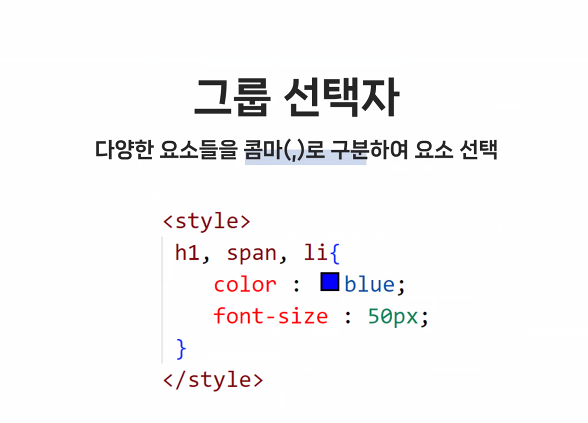 그룹 선택자
다양한 요소들을 콤마(,)로 구분하여 요소 선택
<style>
h1, span, li{
color : blue;
font-size : 50px;
}
</style>